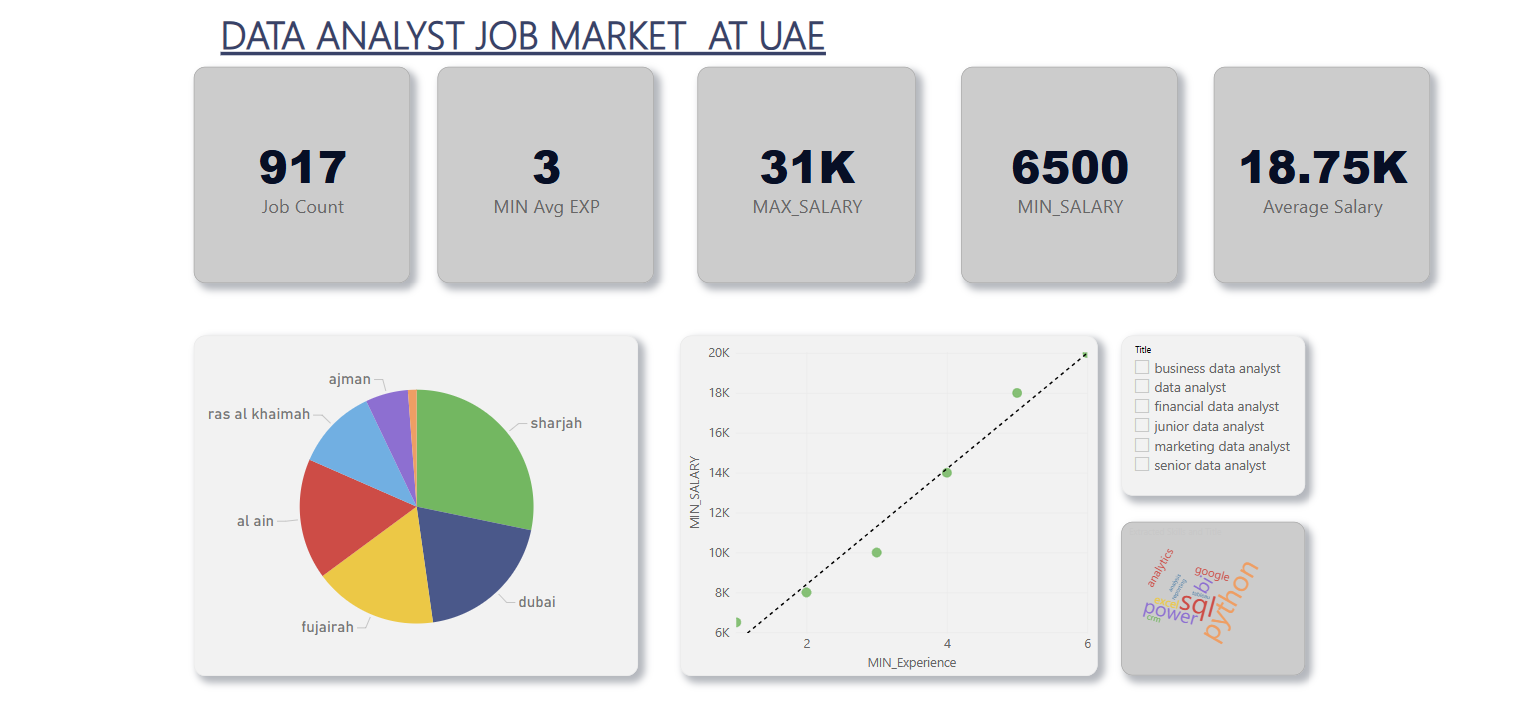 DATA ANALYST JOB MARKET  AT UAE
917
Job Count
3
MIN Avg EXP
31K
MAX_SALARY
6500
MIN_SALARY
18.75K
Average Salary
ajman
ras al khaimah
sharjah
al ain
dubai
fujairah
20K
18K
16K
14K
12K
10K
8K
6K
MIN_SALARY
2
4
6
MIN_Experience
Title
business data analyst
data analyst
financial data analyst
junior data analyst
marketing data analyst
senior data analyst
analytics
google
bi
python
sql
power
crm